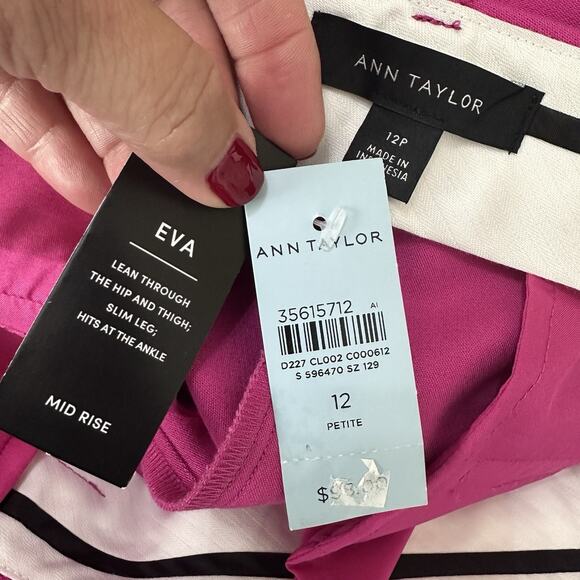 ANN TAYLOR
12P
MADE IN
INDONESIA
EVA
LEAN THROUGH
THE HIP AND THIGH;
SLIM LEG;
HITS AT THE ANKLE
MID RISE
ANN TAYLOR
35615712 AI
D227 CL002 C000612
S 596470 SZ 129
12
PETITE